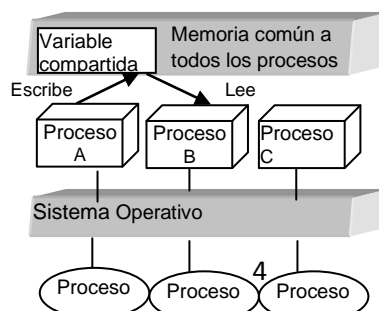 Variable
compartida
Memoria común a
todos los procesos
Escribe
Lee
Proceso
A
Proceso
B
Proceso
C
Sistema Operativo
4
Proceso
Proceso
Proceso